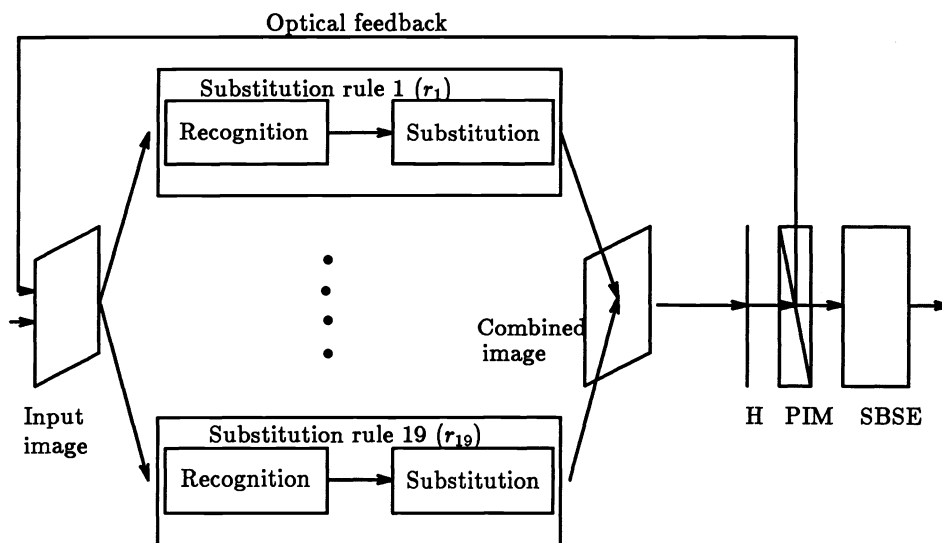 Optical feedback
Substitution rule 1 (r₁)
Recognition
Substitution
Combined
image
Input
image
H
PIM
SBSE
Substitution rule 19 (r₁₉)
Recognition
Substitution